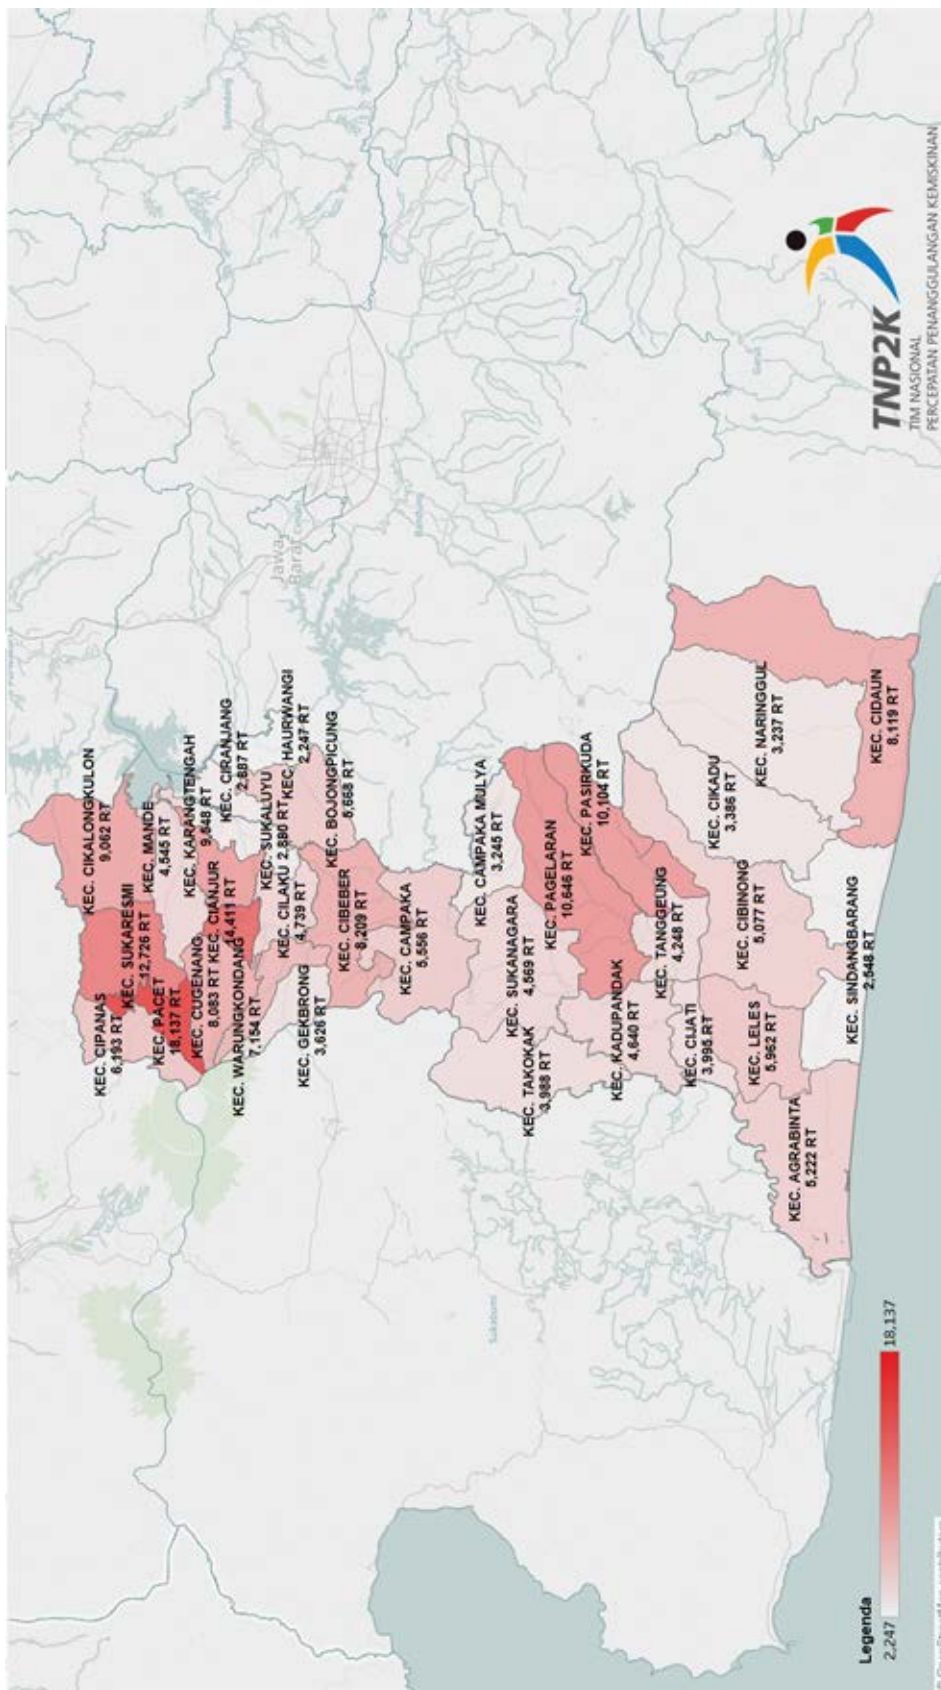 KEC. CIPANAS
6,193 RT
KEC. CIKALONGKULON
9,062 RT
KEC. SUKARESMI
12,726 RT
KEC. MANDE
4,545 RT
KEC. PACET
18,137 RT
KEC. KARANGTENGAH
9,548 RT
KEC. CUGENANG
8,083 RT
KEC. CIANJUR
14,411 RT
KEC. CIRANJANG
2,887 RT
KEC. WARUNGKONDANG
7,154 RT
KEC. SUKALUYU
2,880 RT
KEC. HAURWANGI
2,247 RT
KEC. CILAKU
4,739 RT
KEC. GEKBRONG
3,626 RT
KEC. BOJONGPICUNG
5,668 RT
KEC. CIBEBER
8,209 RT
KEC. CAMPAKA
5,556 RT
KEC. CAMPAKA MULYA
3,245 RT
KEC. SUKANAGARA
4,569 RT
KEC. TAKOKAK
3,988 RT
KEC. PAGELARAN
10,646 RT
KEC. PASIRKUDA
10,104 RT
KEC. KADUPANDAK
4,640 RT
KEC. TANGGEUNG
4,248 RT
KEC. CIJATI
3,995 RT
KEC. CIKADU
3,386 RT
KEC. CIBINONG
5,077 RT
KEC. NARINGGUL
3,237 RT
KEC. LELES
5,962 RT
KEC. AGRABINTA
5,222 RT
KEC. SINDANGBARANG
2,548 RT
KEC. CIDAUN
8,119 RT
Jawa
Barat
Sukabumi
Legenda
2,247
18,137
TNP2K
TIM NASIONAL
PERCEPATAN PENANGGULANGAN KEMISKINAN